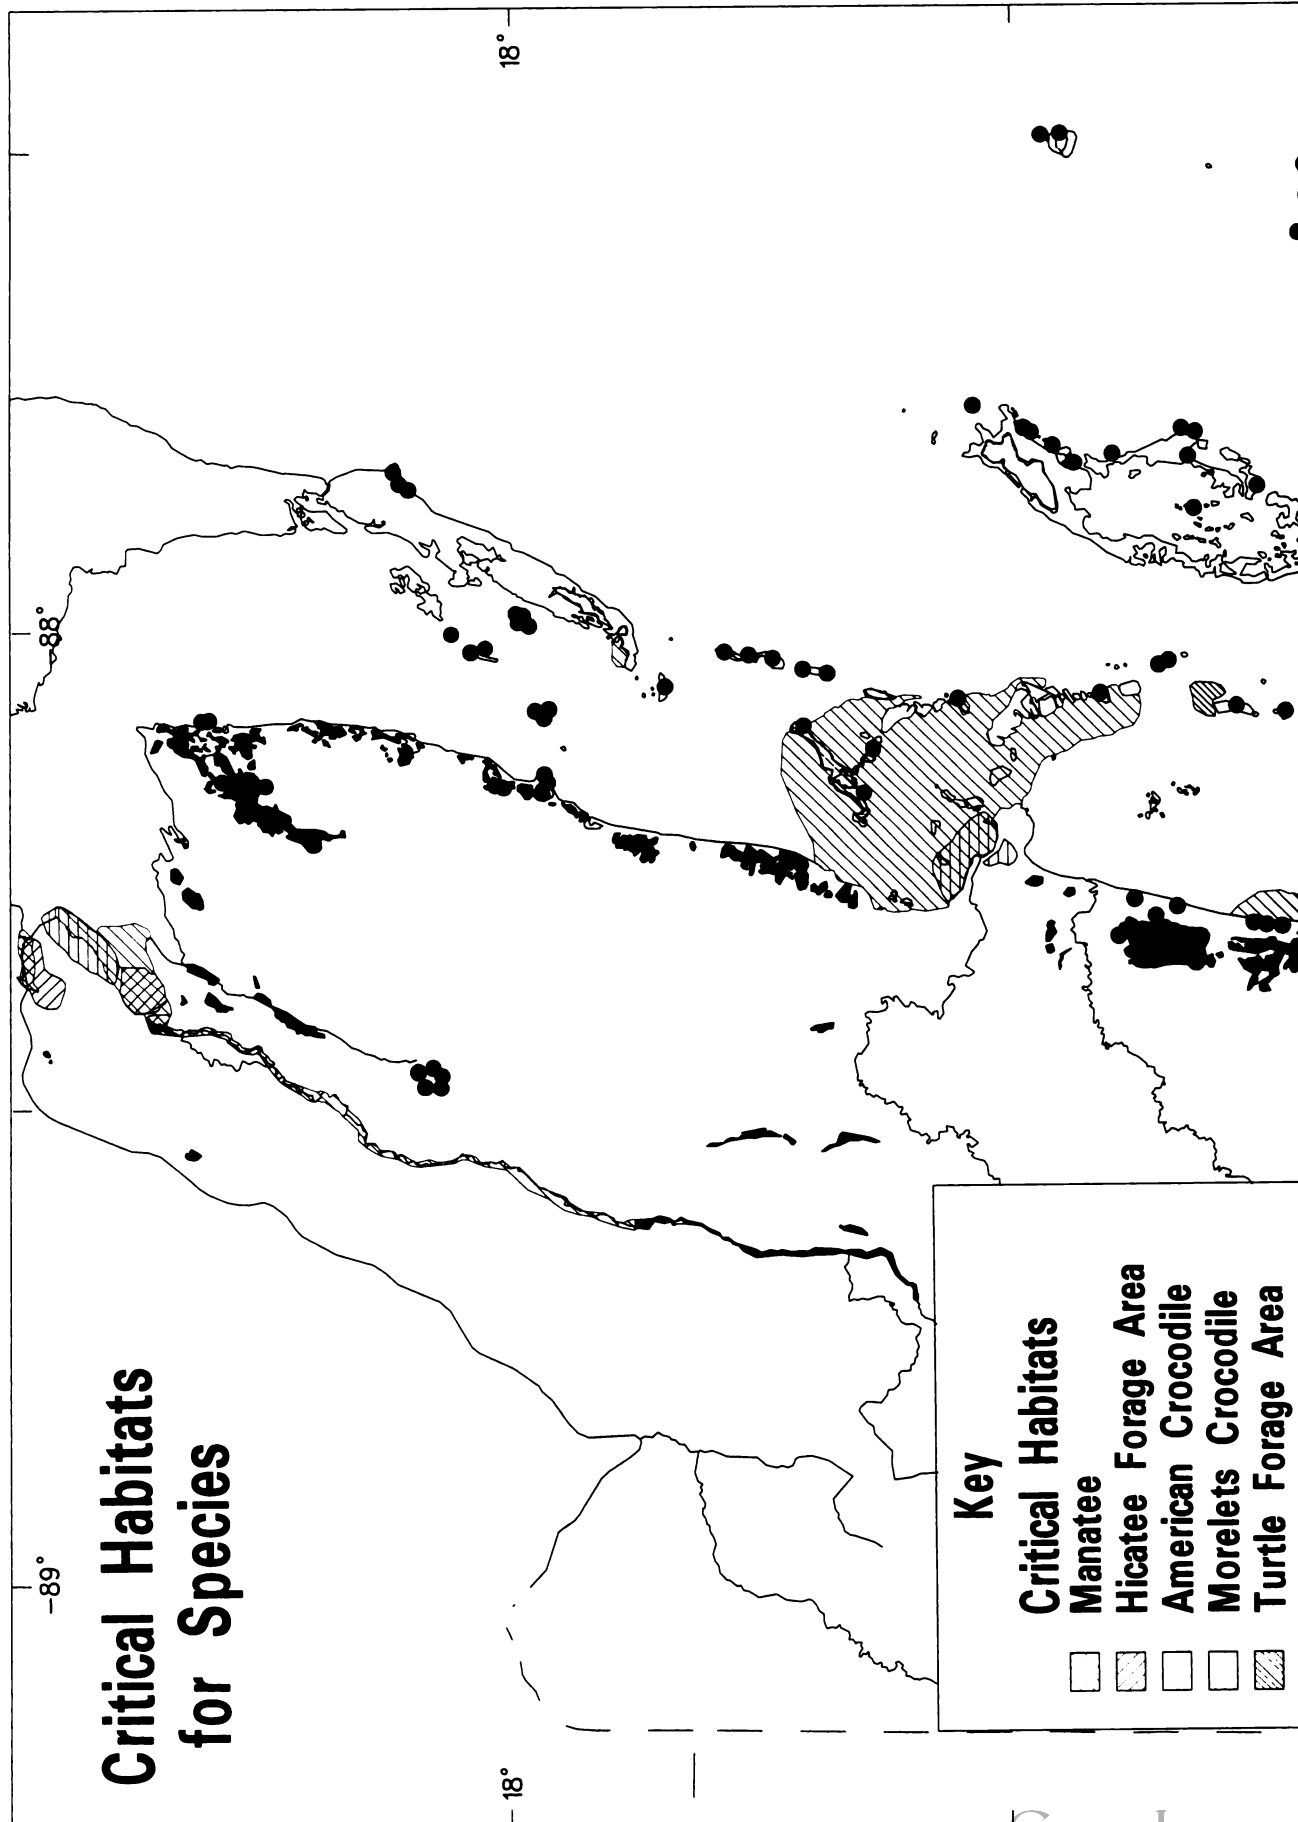 Critical Habitats
for Species
-89°
88°
18°
18°
Key
Critical Habitats
Manatee
Hicatee Forage Area
American Crocodile
Morelets Crocodile
Turtle Forage Area